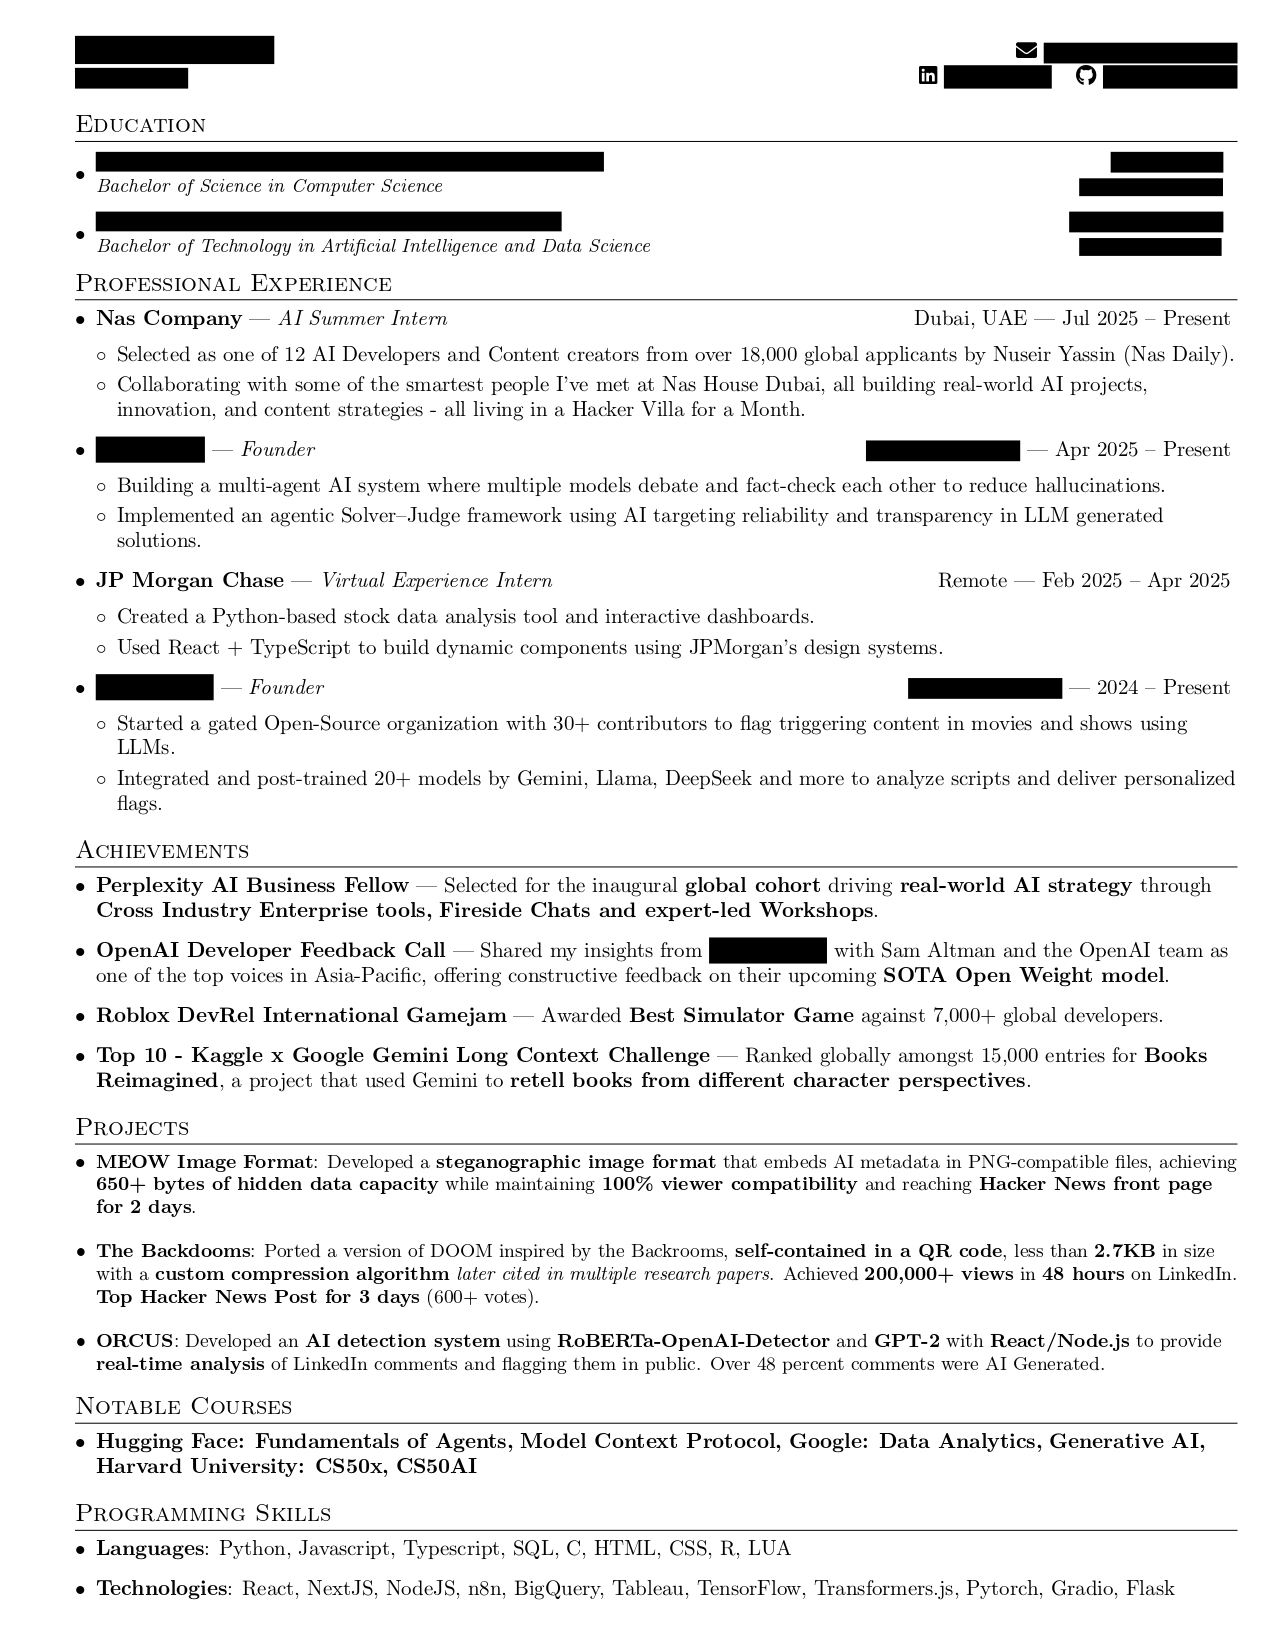 Education
Bachelor of Science in Computer Science
Bachelor of Technology in Artificial Intelligence and Data Science
Professional Experience
• Nas Company — AI Summer Intern Dubai, UAE — Jul 2025 – Present
◦ Selected as one of 12 AI Developers and Content creators from over 18,000 global applicants by Nuseir Yassin (Nas Daily).
◦ Collaborating with some of the smartest people I've met at Nas House Dubai, all building real-world AI projects,
innovation, and content strategies - all living in a Hacker Villa for a Month.
• — Founder — Apr 2025 – Present
◦ Building a multi-agent AI system where multiple models debate and fact-check each other to reduce hallucinations.
◦ Implemented an agentic Solver–Judge framework using AI targeting reliability and transparency in LLM generated
solutions.
• JP Morgan Chase — Virtual Experience Intern Remote — Feb 2025 – Apr 2025
◦ Created a Python-based stock data analysis tool and interactive dashboards.
◦ Used React + TypeScript to build dynamic components using JPMorgan's design systems.
• — Founder — 2024 – Present
◦ Started a gated Open-Source organization with 30+ contributors to flag triggering content in movies and shows using
LLMs.
◦ Integrated and post-trained 20+ models by Gemini, Llama, DeepSeek and more to analyze scripts and deliver personalized
flags.
Achievements
• Perplexity AI Business Fellow — Selected for the inaugural global cohort driving real-world AI strategy through
Cross Industry Enterprise tools, Fireside Chats and expert-led Workshops.
• OpenAI Developer Feedback Call — Shared my insights from with Sam Altman and the OpenAI team as
one of the top voices in Asia-Pacific, offering constructive feedback on their upcoming SOTA Open Weight model.
• Roblox DevRel International Gamejam — Awarded Best Simulator Game against 7,000+ global developers.
• Top 10 - Kaggle x Google Gemini Long Context Challenge — Ranked globally amongst 15,000 entries for Books
Reimagined, a project that used Gemini to retell books from different character perspectives.
Projects
• MEOW Image Format: Developed a steganographic image format that embeds AI metadata in PNG-compatible files, achieving
650+ bytes of hidden data capacity while maintaining 100% viewer compatibility and reaching Hacker News front page
for 2 days.
• The Backdooms: Ported a version of DOOM inspired by the Backrooms, self-contained in a QR code, less than 2.7KB in size
with a custom compression algorithm later cited in multiple research papers. Achieved 200,000+ views in 48 hours on LinkedIn.
Top Hacker News Post for 3 days (600+ votes).
• ORCUS: Developed an AI detection system using RoBERTa-OpenAI-Detector and GPT-2 with React/Node.js to provide
real-time analysis of LinkedIn comments and flagging them in public. Over 48 percent comments were AI Generated.
Notable Courses
• Hugging Face: Fundamentals of Agents, Model Context Protocol, Google: Data Analytics, Generative AI,
Harvard University: CS50x, CS50AI
Programming Skills
• Languages: Python, Javascript, Typescript, SQL, C, HTML, CSS, R, LUA
• Technologies: React, NextJS, NodeJS, n8n, BigQuery, Tableau, TensorFlow, Transformers.js, Pytorch, Gradio, Flask